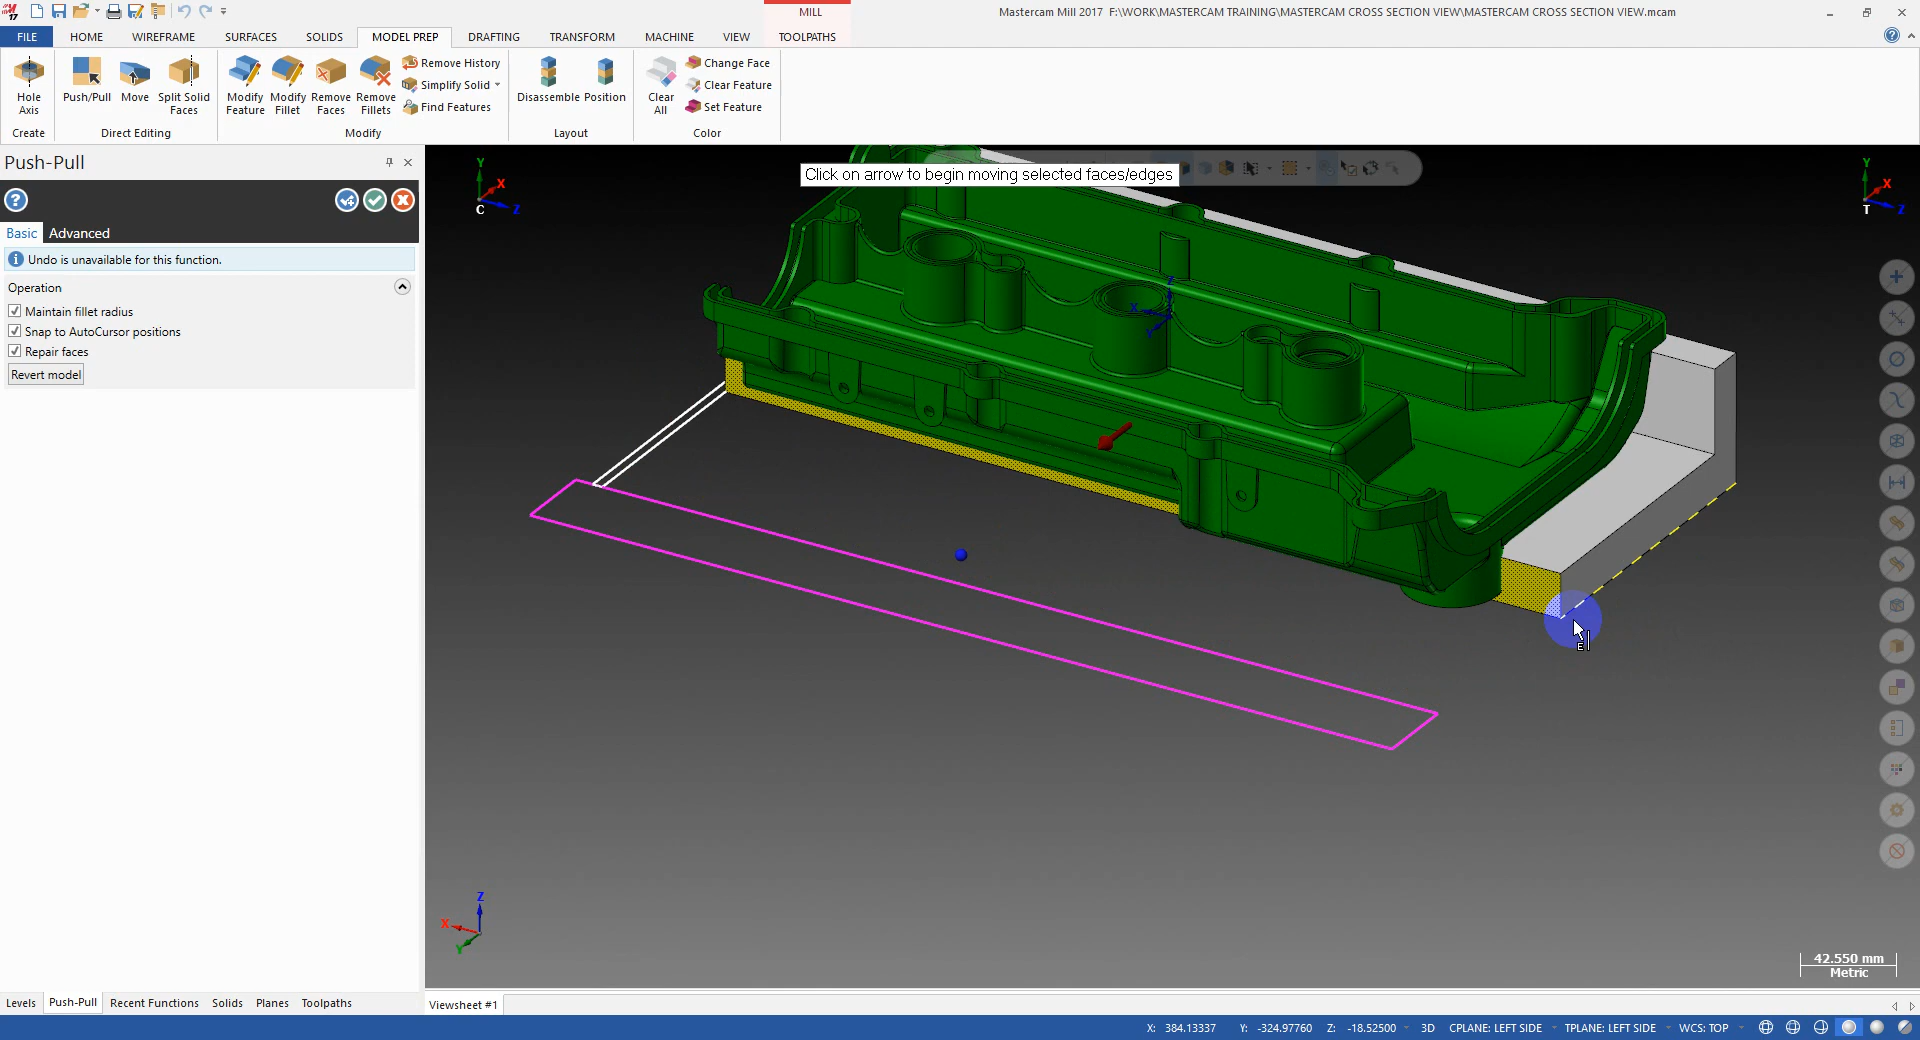 17
MILL
Mastercam Mill 2017 F:\WORK\MASTERCAM TRAINING\MASTERCAM CROSS SECTION VIEW\MASTERCAM CROSS SECTION VIEW.mcam
FILE HOME WIREFRAME SURFACES SOLIDS MODEL PREP DRAFTING TRANSFORM MACHINE VIEW TOOLPATHS
Hole Axis
Push/Pull
Move
Split Solid Faces
Modify Feature
Modify Fillet
Remove Faces
Remove Fillets
Remove History
Simplify Solid
Find Features
Disassemble
Position
Clear All
Change Face
Clear Feature
Set Feature
Create
Direct Editing
Modify
Layout
Color
Push-Pull
Basic Advanced
Undo is unavailable for this function.
Operation
Maintain fillet radius
Snap to AutoCursor positions
Repair faces
Revert model
Click on arrow to begin moving selected faces/edges
Y
X
C
Z
Y
X
T
Z
Z
X
Y
E
Z
X
Y
42.550 mm
Metric
Levels Push-Pull Recent Functions Solids Planes Toolpaths
Viewsheet #1
X: 384.13337 Y: -324.97760 Z: -18.52500 3D CPLANE: LEFT SIDE TPLANE: LEFT SIDE WCS: TOP